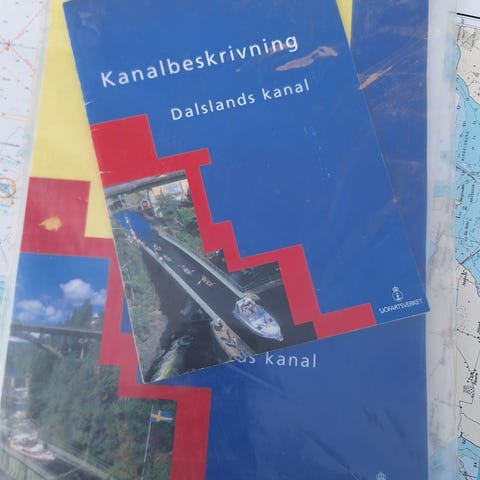 Kanalbeskrivning
Dalslands kanal
SJÖFARTSVERKET
ds kanal